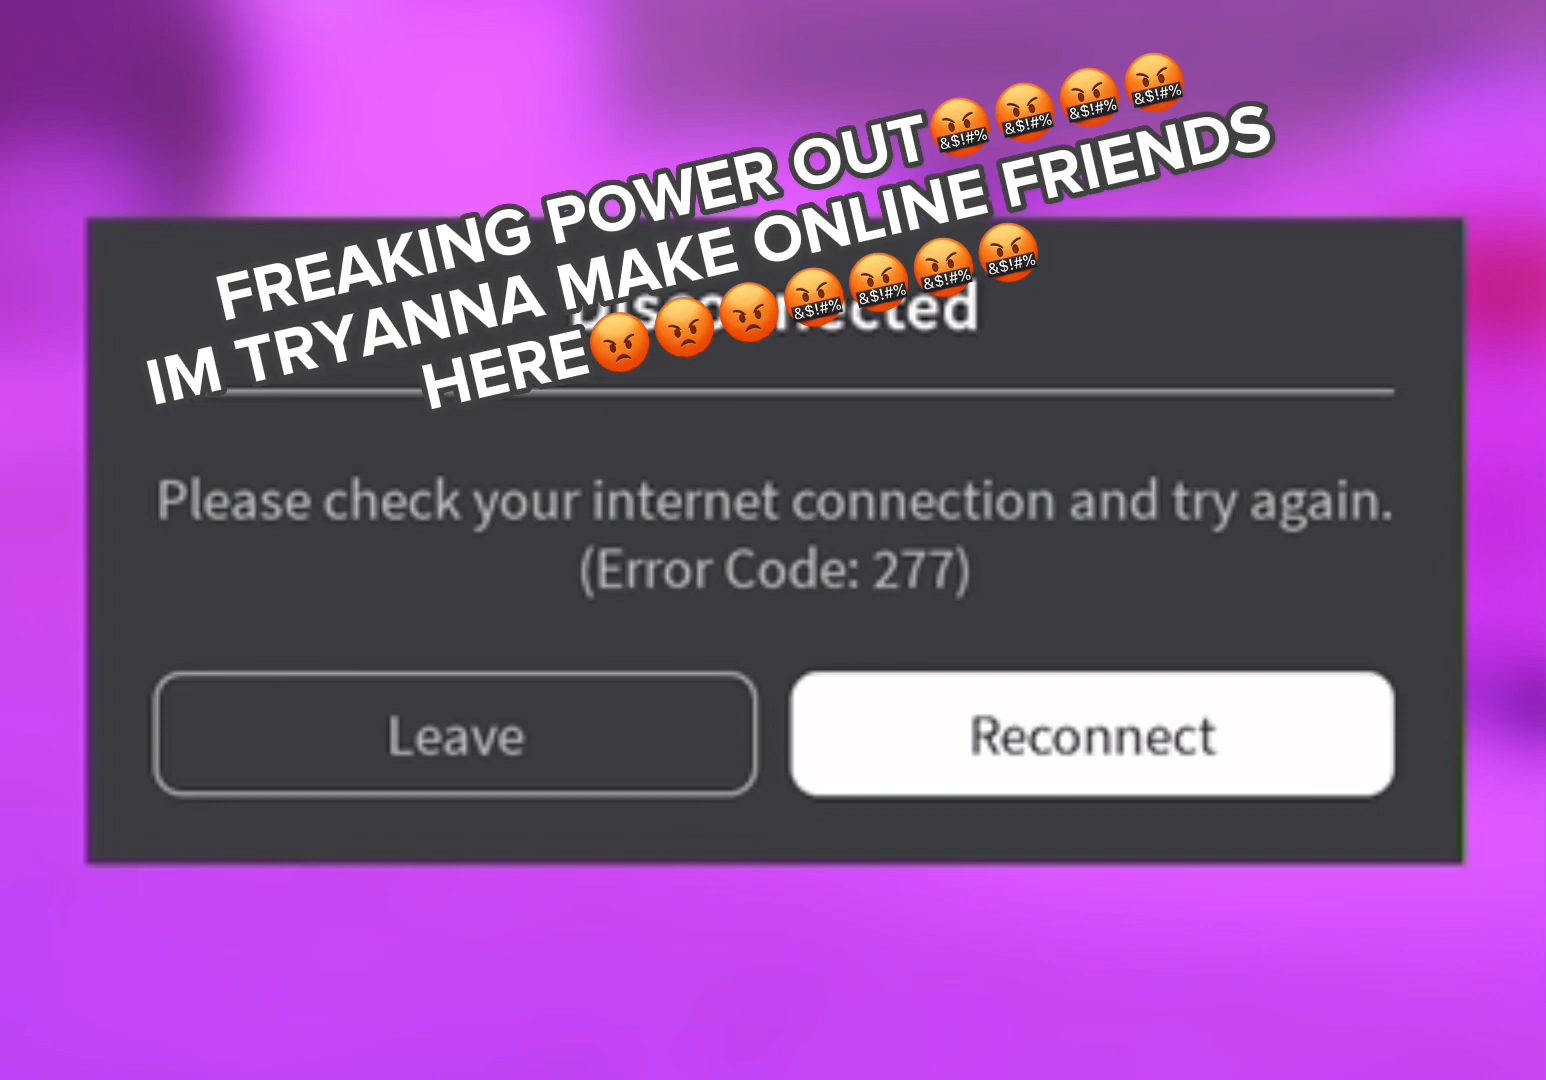 FREAKING POWER OUT🤬🤬🤬🤬
IM TRYANNA MAKE ONLINE FRIENDS
HERE😡😡😡🤬🤬🤬🤬
Disconnected
Please check your internet connection and try again.
(Error Code: 277)
Leave
Reconnect